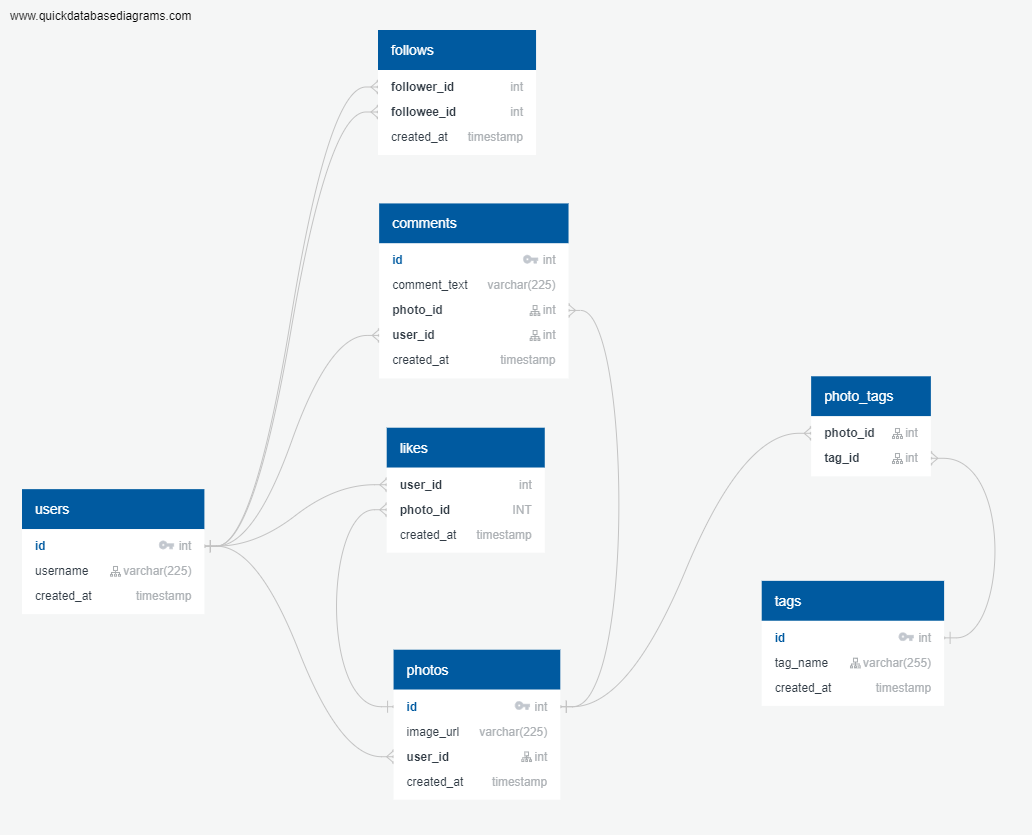 www.quickdatabasediagrams.com
follows
follower_id int
followee_id int
created_at timestamp
comments
id int
comment_text varchar(225)
photo_id int
user_id int
created_at timestamp
likes
user_id int
photo_id INT
created_at timestamp
users
id int
username varchar(225)
created_at timestamp
photos
id int
image_url varchar(225)
user_id int
created_at timestamp
photo_tags
photo_id int
tag_id int
tags
id int
tag_name varchar(255)
created_at timestamp